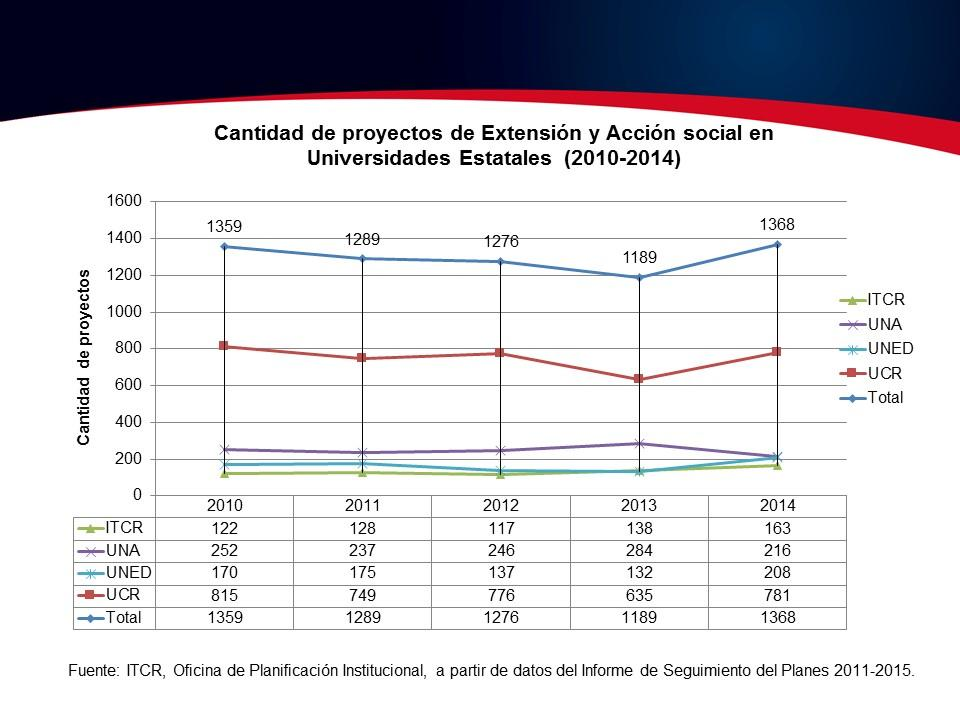 Cantidad de proyectos de Extensión y Acción social en
Universidades Estatales (2010-2014)
Cantidad de proyectos
1600
1400
1200
1000
800
600
400
200
0
1359
1289
1276
1189
1368
ITCR
UNA
UNED
UCR
Total
2010 2011 2012 2013 2014
ITCR 122 128 117 138 163
UNA 252 237 246 284 216
UNED 170 175 137 132 208
UCR 815 749 776 635 781
Total 1359 1289 1276 1189 1368
Fuente: ITCR, Oficina de Planificación Institucional, a partir de datos del Informe de Seguimiento del Planes 2011-2015.